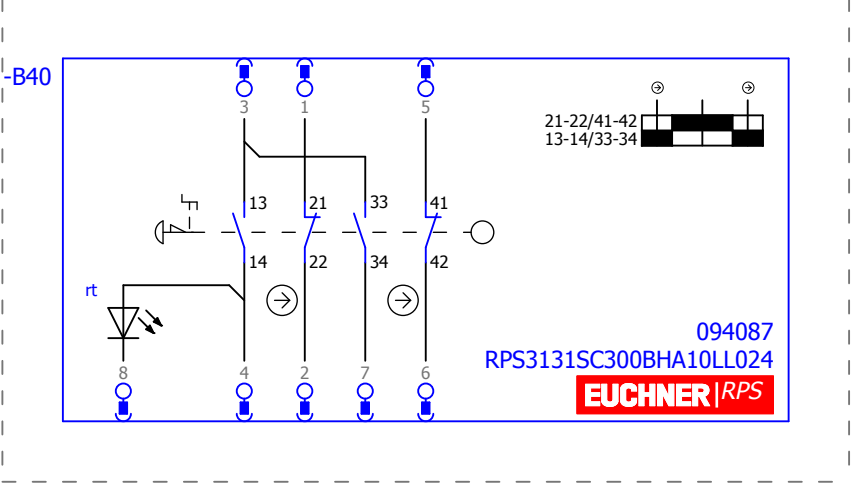 -B40
3 1 5
21-22/41-42
13-14/33-34
13 21 33 41
14 22 34 42
rt
094087
RPS3131SC300BHA10LL024
8 4 2 7 6
EUCHNER|RPS